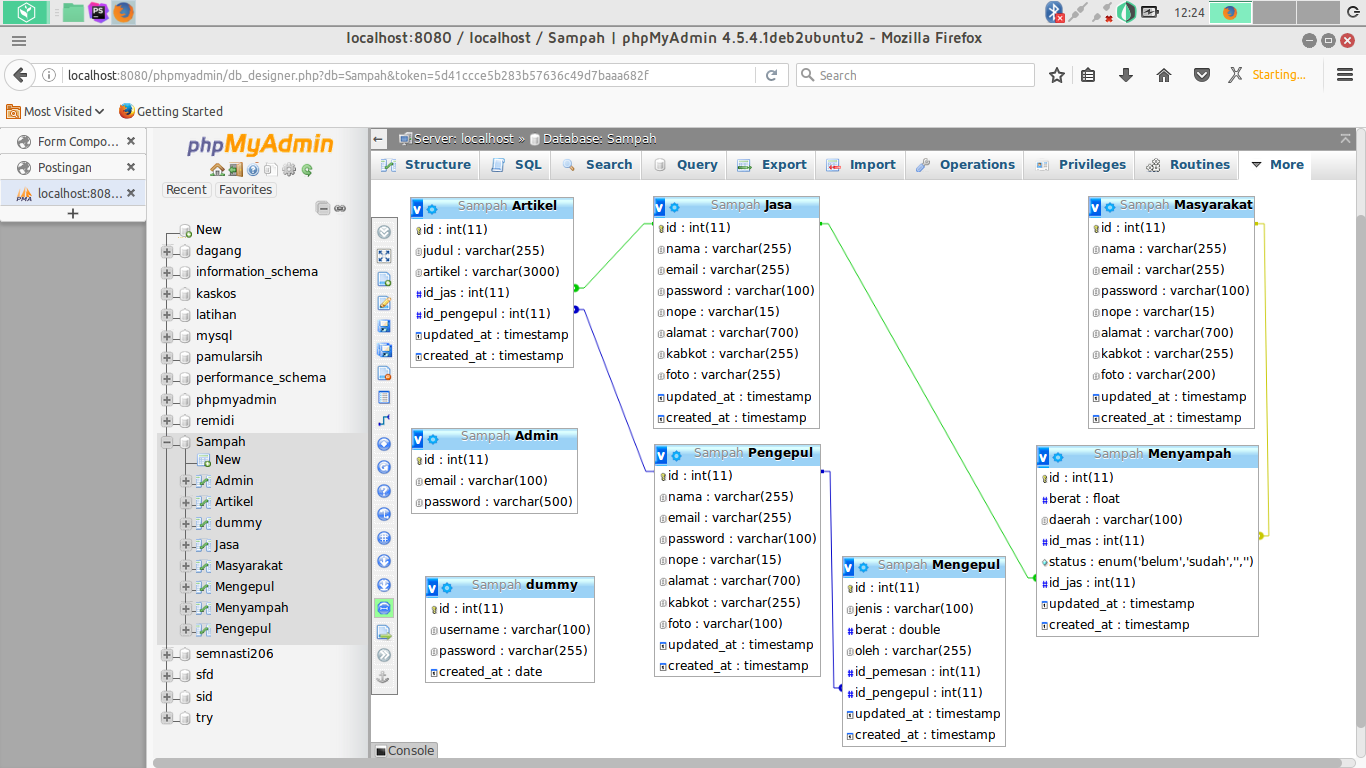 12:24
localhost:8080 / localhost / Sampah | phpMyAdmin 4.5.4.1deb2ubuntu2 - Mozilla Firefox
localhost:8080/phpmyadmin/db_designer.php?db=Sampah&token=5d41ccce5b283b57636c49d7baaa682f
Search
Starting...
Most Visited
Getting Started
Form Compo...
Postingan
localhost:808...
phpMyAdmin
Recent
Favorites
New
dagang
information_schema
kaskos
latihan
mysql
pamularsih
performance_schema
phpmyadmin
remidi
Sampah
New
Admin
Artikel
dummy
Jasa
Masyarakat
Mengepul
Menyampah
Pengepul
semnasti206
sfd
sid
try
Server: localhost » Database: Sampah
Structure
SQL
Search
Query
Export
Import
Operations
Privileges
Routines
More
Sampah Artikel
id : int(11)
judul : varchar(255)
artikel : varchar(3000)
id_jas : int(11)
id_pengepul : int(11)
updated_at : timestamp
created_at : timestamp
Sampah Admin
id : int(11)
email : varchar(100)
password : varchar(500)
Sampah dummy
id : int(11)
username : varchar(100)
password : varchar(255)
created_at : date
Sampah Jasa
id : int(11)
nama : varchar(255)
email : varchar(255)
password : varchar(100)
nope : varchar(15)
alamat : varchar(700)
kabkot : varchar(255)
foto : varchar(255)
updated_at : timestamp
created_at : timestamp
Sampah Pengepul
id : int(11)
nama : varchar(255)
email : varchar(255)
password : varchar(100)
nope : varchar(15)
alamat : varchar(700)
kabkot : varchar(255)
foto : varchar(100)
updated_at : timestamp
created_at : timestamp
Sampah Mengepul
id : int(11)
jenis : varchar(100)
berat : double
oleh : varchar(255)
id_pemesan : int(11)
id_pengepul : int(11)
updated_at : timestamp
created_at : timestamp
Sampah Masyarakat
id : int(11)
nama : varchar(255)
email : varchar(255)
password : varchar(100)
nope : varchar(15)
alamat : varchar(700)
kabkot : varchar(255)
foto : varchar(200)
updated_at : timestamp
created_at : timestamp
Sampah Menyampah
id : int(11)
berat : float
daerah : varchar(100)
id_mas : int(11)
status : enum('belum','sudah','','')
id_jas : int(11)
updated_at : timestamp
created_at : timestamp
Console